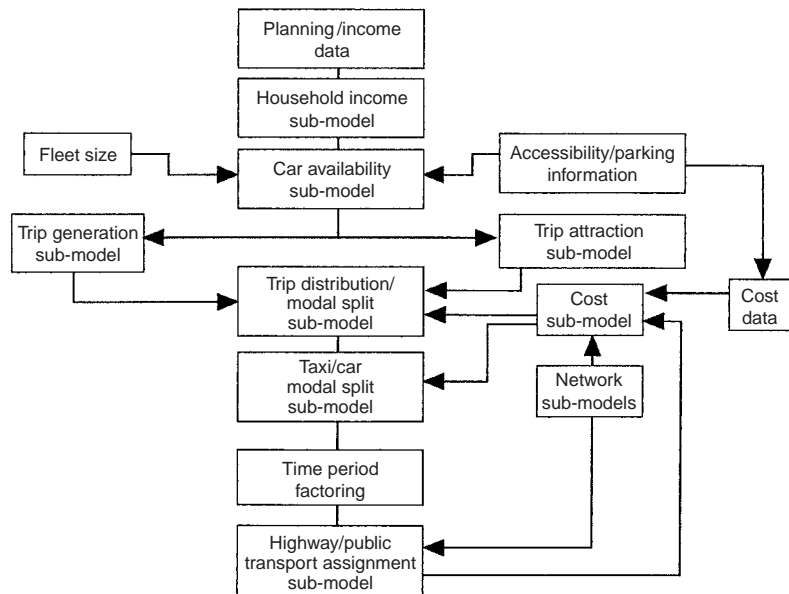 Planning/income
data
Household income
sub-model
Fleet size
Car availability
sub-model
Accessibility/parking
information
Trip generation
sub-model
Trip attraction
sub-model
Trip distribution/
modal split
sub-model
Cost
sub-model
Cost
data
Taxi/car
modal split
sub-model
Network
sub-models
Time period
factoring
Highway/public
transport assignment
sub-model